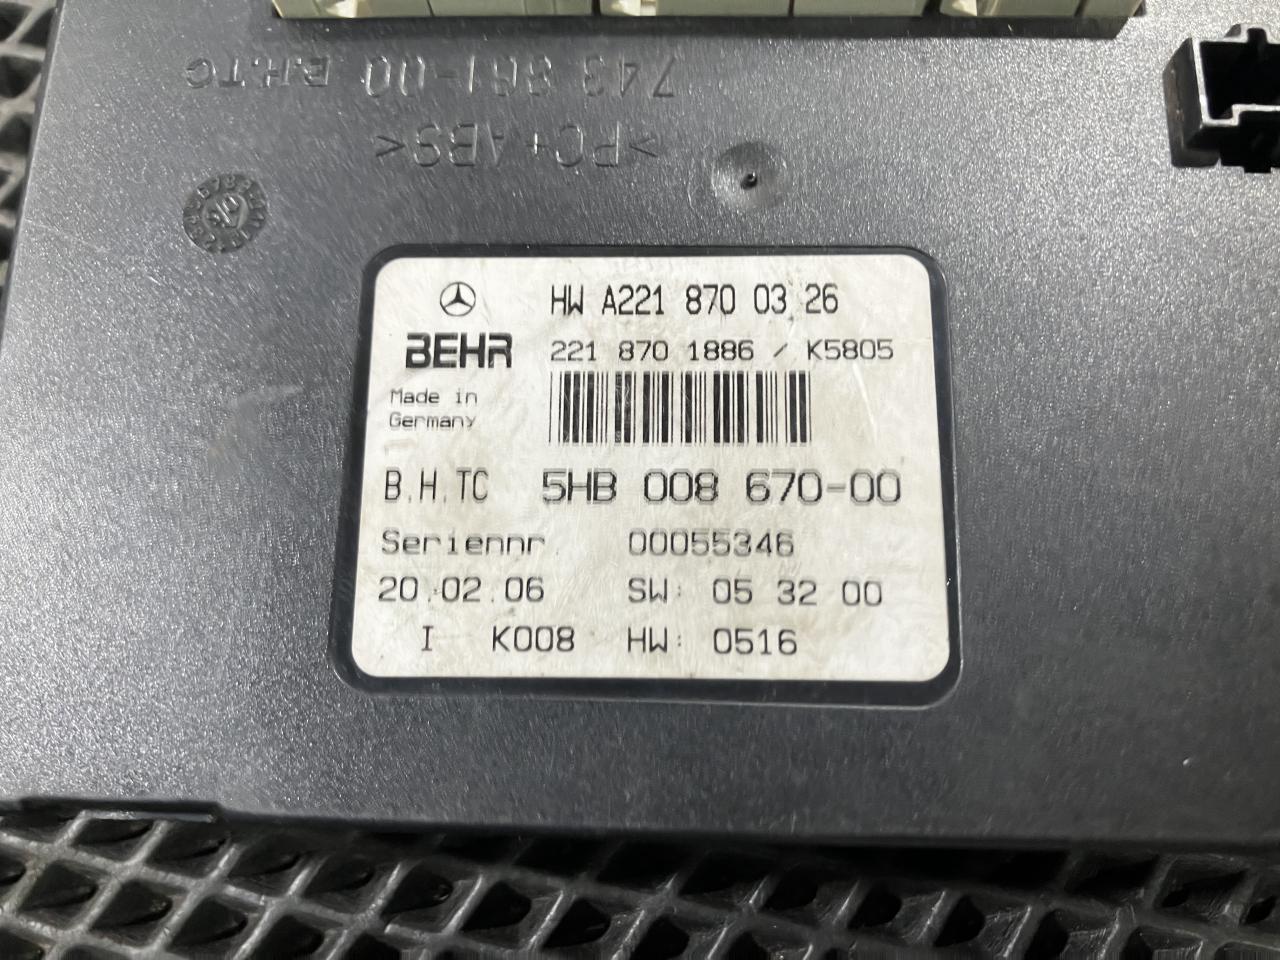 743 861-00 B.H.TC
>PC+ABS<
HW A221 870 03 26
BEHR
221 870 1886 / K5805
Made in
Germany
B.H.TC 5HB 008 670-00
Seriennr. 00055346
20.02.06 SW: 05 32 00
I K008 HW: 0516